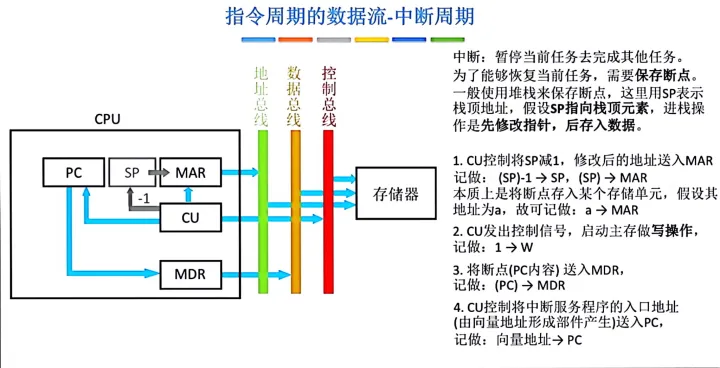 指令周期的数据流-中断周期
地址总线
数据总线
控制总线
CPU
PC
SP
MAR
-1
CU
MDR
存储器
中断：暂停当前任务去完成其他任务。
为了能够恢复当前任务，需要保存断点。
一般使用堆栈来保存断点，这里用SP表示
栈顶地址，假设SP指向栈顶元素，进栈
操作是先修改指针，后存入数据。
1. CU控制将SP减1，修改后的地址送入MAR
记做： (SP)-1 → SP，(SP) → MAR
本质上是将断点存入某个存储单元，假设其
地址为a，故可记做：a → MAR
2. CU发出控制信号，启动主存做写操作，
记做：1 → W
3. 将断点(PC内容) 送入MDR，
记做：(PC) → MDR
4. CU控制将中断服务程序的入口地址
(由向量地址形成部件产生)送入PC，
记做：向量地址→ PC